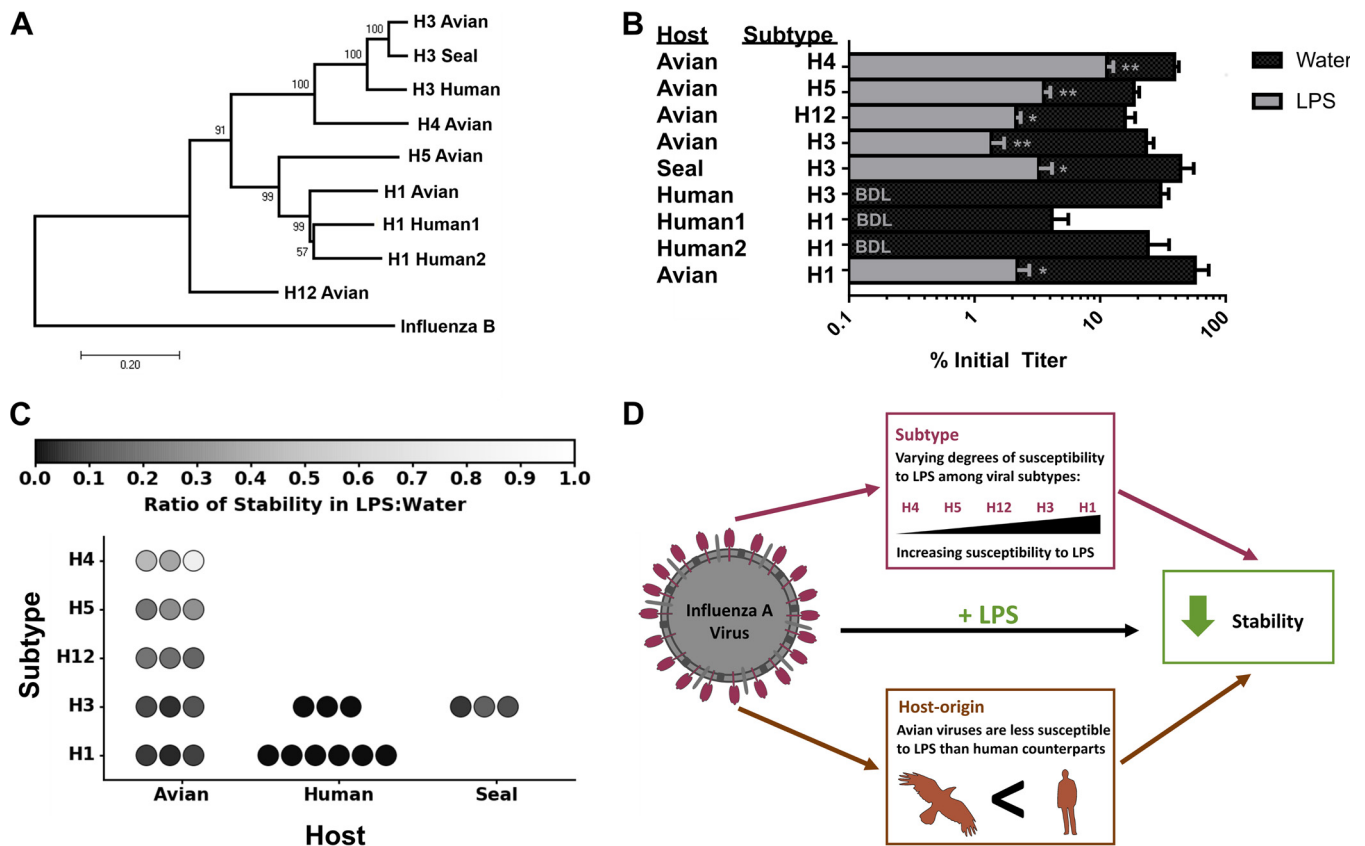 A
H3 Avian
100
H3 Seal
100
H3 Human
100
H4 Avian
91
H5 Avian
H1 Avian
99
H1 Human1
99
57
H1 Human2
H12 Avian
Influenza B
0.20
B
Host Subtype
Avian H4 **
Avian H5 **
Avian H12 *
Avian H3 **
Seal H3 *
Human H3 BDL
Human1 H1 BDL
Human2 H1 BDL
Avian H1 *
0.1 1 10 100
% Initial Titer
Water
LPS
C
0.0 0.1 0.2 0.3 0.4 0.5 0.6 0.7 0.8 0.9 1.0
Ratio of Stability in LPS:Water
Subtype
H4
H5
H12
H3
H1
Avian Human Seal
Host
D
Subtype
Varying degrees of susceptibility
to LPS among viral subtypes:
H4 H5 H12 H3 H1
Increasing susceptibility to LPS
Influenza A
Virus
+ LPS
Stability
Host-origin
Avian viruses are less susceptible
to LPS than human counterparts
<